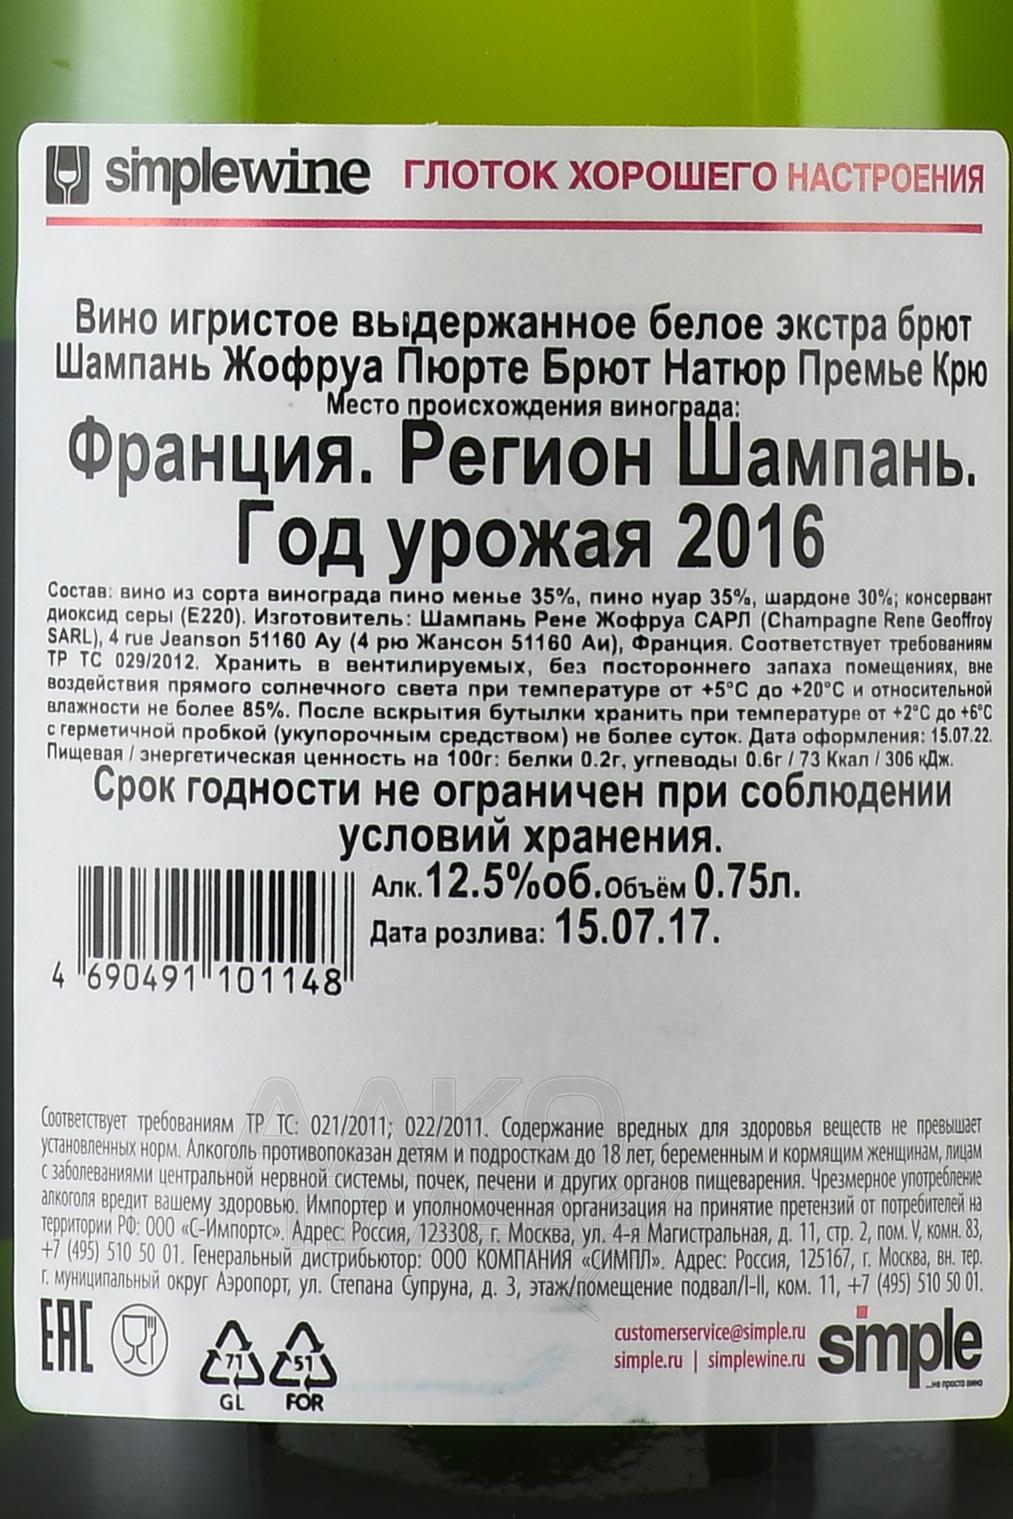 simplewine ГЛОТОК ХОРОШЕГО НАСТРОЕНИЯ
Вино игристое выдержанное белое экстра брют
Шампань Жофруа Пюрте Брют Натюр Премье Крю
Место происхождения винограда:
Франция. Регион Шампань.
Год урожая 2016
Состав: вино из сорта винограда пино менье 35%, пино нуар 35%, шардоне 30%; консервант
диоксид серы (Е220). Изготовитель: Шампань Рене Жофруа САРЛ (Champagne Rene Geoffroy
SARL), 4 rue Jeanson 51160 Ay (4 рю Жансон 51160 Аи), Франция. Соответствует требованиям
ТР ТС 029/2012. Хранить в вентилируемых, без постороннего запаха помещениях, вне
воздействия прямого солнечного света при температуре от +5°С до +20°С и относительной
влажности не более 85%. После вскрытия бутылки хранить при температуре от +2°С до +6°С
с герметичной пробкой (укупорочным средством) не более суток. Дата оформления: 15.07.22.
Пищевая / энергетическая ценность на 100г: белки 0.2г, углеводы 0.6г / 73 Ккал / 306 кДж.
Срок годности не ограничен при соблюдении
условий хранения.
Алк.12.5%об.Объём 0.75л.
Дата розлива: 15.07.17.
4 690491 101148
Соответствует требованиям ТР ТС: 021/2011; 022/2011. Содержание вредных для здоровья веществ не превышает
установленных норм. Алкоголь противопоказан детям и подросткам до 18 лет, беременным и кормящим женщинам, лицам
с заболеваниями центральной нервной системы, почек, печени и других органов пищеварения. Чрезмерное употребление
алкоголя вредит вашему здоровью. Импортер и уполномоченная организация на принятие претензий от потребителей на
территории РФ: ООО «С-Импортс». Адрес: Россия, 123308, г. Москва, ул. 4-я Магистральная, д. 11, стр. 2, пом. V, комн. 83,
+7 (495) 510 50 01. Генеральный дистрибьютор: ООО КОМПАНИЯ «СИМПЛ». Адрес: Россия, 125167, г. Москва, вн. тер.
г. муниципальный округ Аэропорт, ул. Степана Супруна, д. 3, этаж/помещение подвал/I-II, ком. 11, +7 (495) 510 50 01.
EAC
71
GL
51
FOR
customerservice@simple.ru
simple.ru | simplewine.ru
simple
...не просто вино